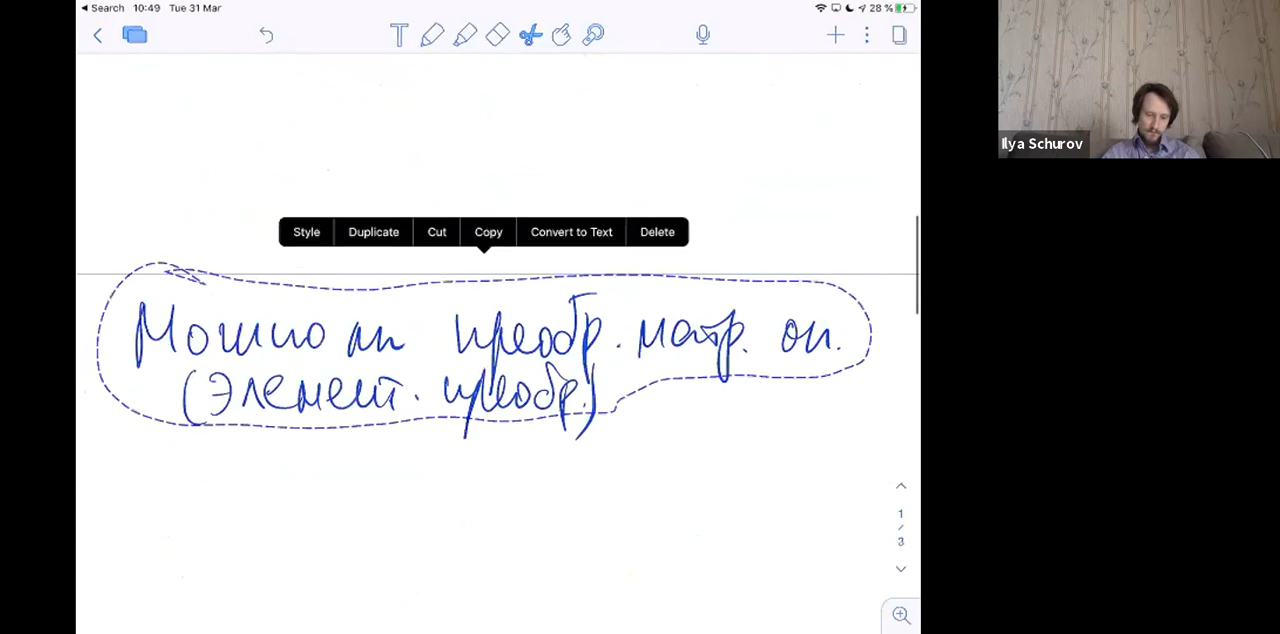 Search 10:49 Tue 31 Mar 28 %
Style Duplicate Cut Copy Convert to Text Delete
Можно ли преобр. матр. оп.
(Элемент. преобр.)
1
/
3
Ilya Schurov